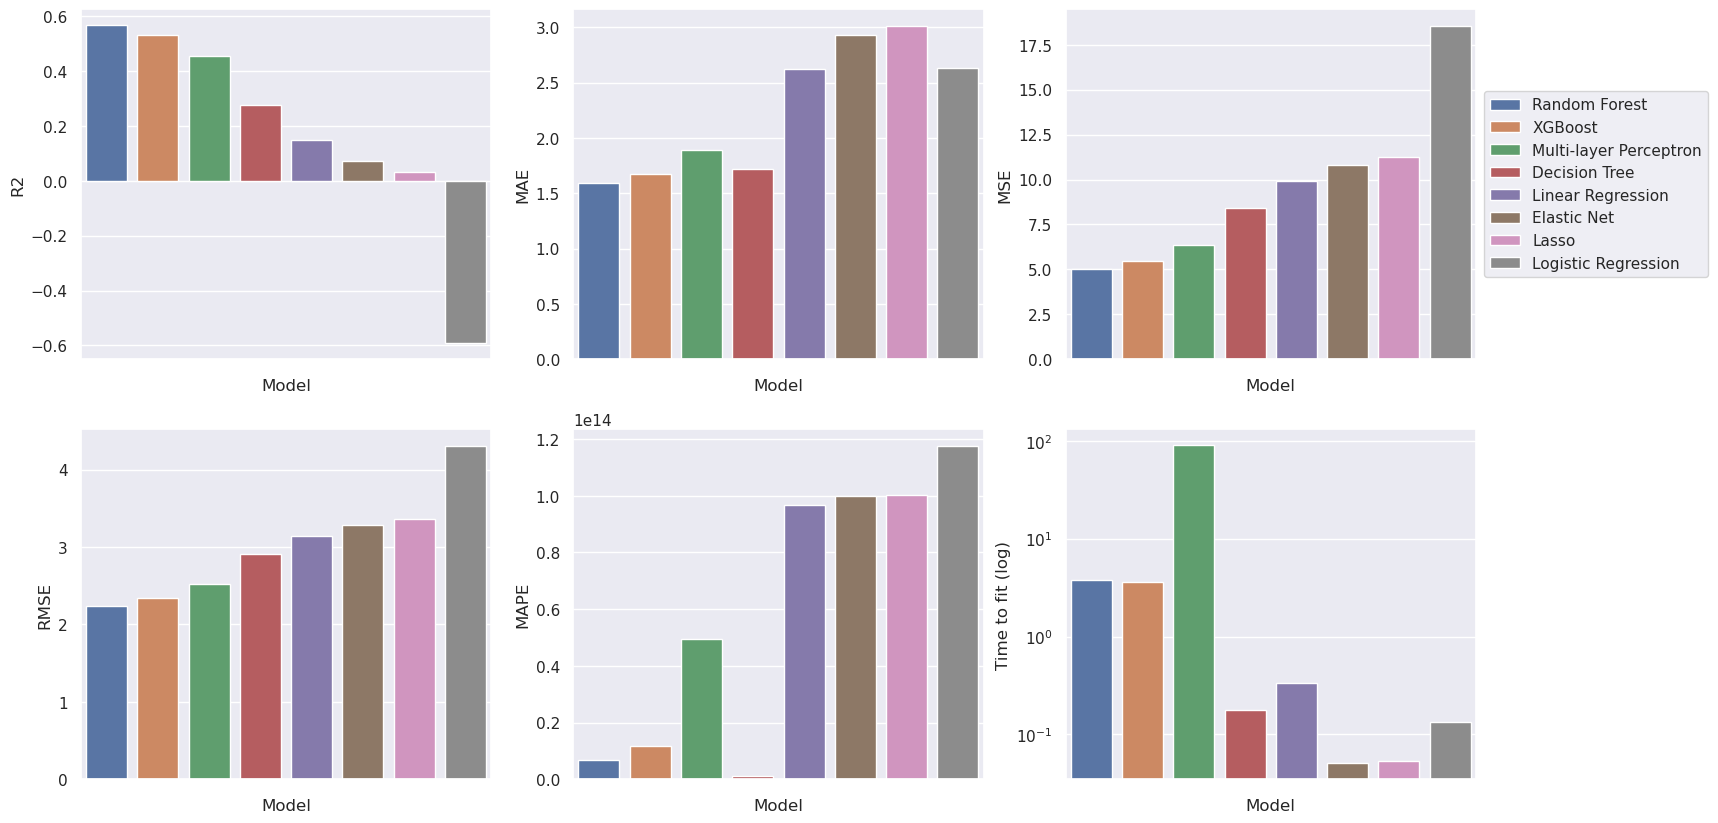 0.6
0.4
0.2
0.0
−0.2
−0.4
−0.6
R2
Model
3.0
2.5
2.0
1.5
1.0
0.5
0.0
MAE
Model
17.5
15.0
12.5
10.0
7.5
5.0
2.5
0.0
MSE
Model
Random Forest
XGBoost
Multi-layer Perceptron
Decision Tree
Linear Regression
Elastic Net
Lasso
Logistic Regression
4
3
2
1
0
RMSE
Model
1e14
1.2
1.0
0.8
0.6
0.4
0.2
0.0
MAPE
Model
10²
10¹
10⁰
10⁻¹
Time to fit (log)
Model